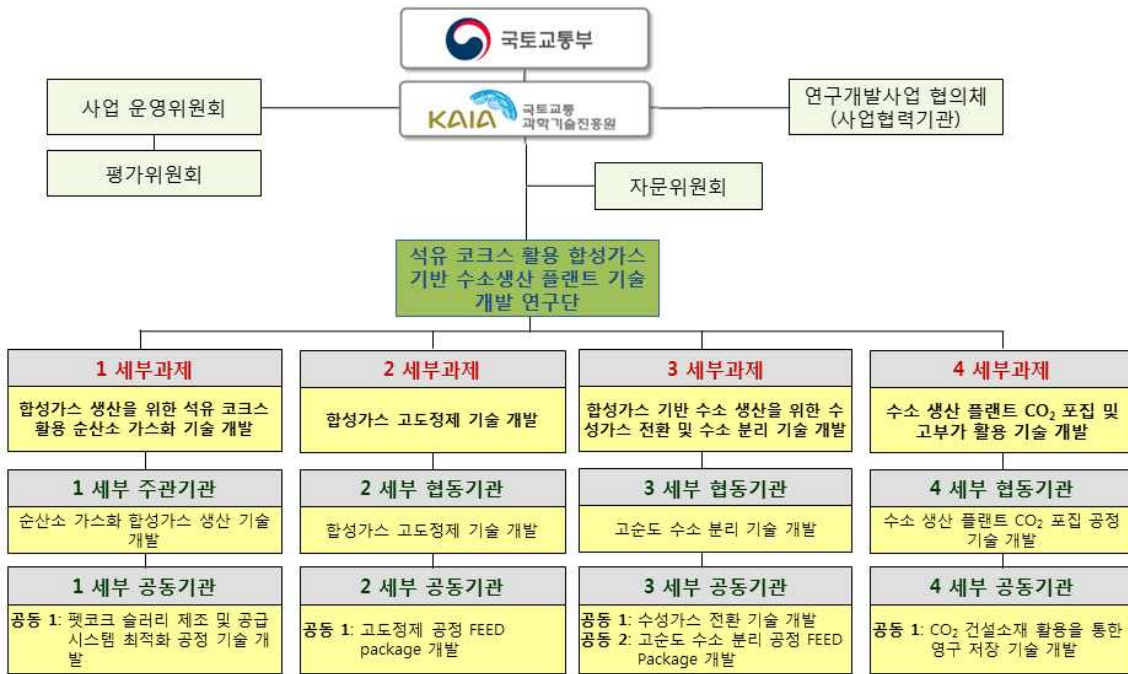 국토교통부
사업 운영위원회
KAIA 국토교통
과학기술진흥원
연구개발사업 협의체
(사업협력기관)
평가위원회
자문위원회
석유 코크스 활용 합성가스
기반 수소생산 플랜트 기술
개발 연구단
1 세부과제
합성가스 생산을 위한 석유 코크스
활용 순산소 가스화 기술 개발
2 세부과제
합성가스 고도정제 기술 개발
3 세부과제
합성가스 기반 수소 생산을 위한 수
성가스 전환 및 수소 분리 기술 개발
4 세부과제
수소 생산 플랜트 CO₂ 포집 및
고부가 활용 기술 개발
1 세부 주관기관
순산소 가스화 합성가스 생산 기술
개발
2 세부 협동기관
합성가스 고도정제 기술 개발
3 세부 협동기관
고순도 수소 분리 기술 개발
4 세부 협동기관
수소 생산 플랜트 CO₂ 포집 공정
기술 개발
1 세부 공동기관
공동 1: 펫코크 슬러리 제조 및 공급
시스템 최적화 공정 기술 개
발
2 세부 공동기관
공동 1: 고도정제 공정 FEED
package 개발
3 세부 공동기관
공동 1: 수성가스 전환 기술 개발
공동 2: 고순도 수소 분리 공정 FEED
Package 개발
4 세부 공동기관
공동 1: CO₂ 건설소재 활용을 통한
영구 저장 기술 개발